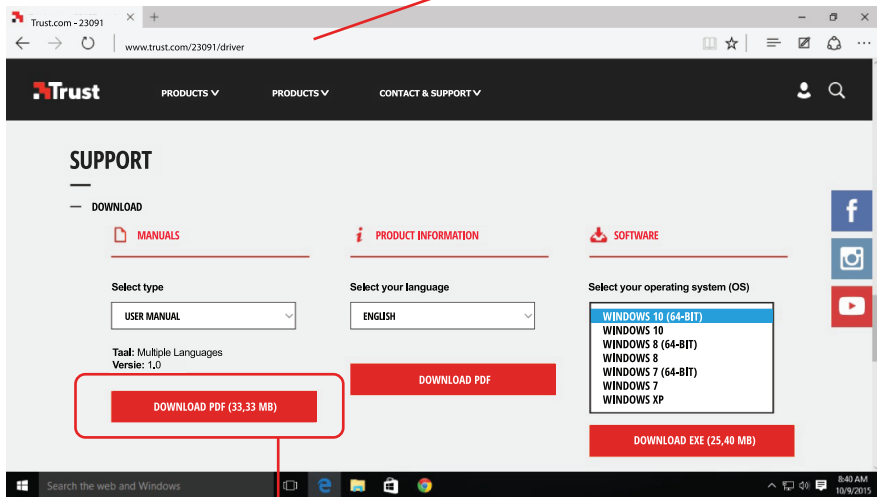 Trust.com - 23091
www.trust.com/23091/driver
Trust
PRODUCTS
PRODUCTS
CONTACT & SUPPORT
SUPPORT
DOWNLOAD
MANUALS
Select type
USER MANUAL
Taal: Multiple Languages
Versie: 1.0
DOWNLOAD PDF (33,33 MB)
PRODUCT INFORMATION
Select your language
ENGLISH
DOWNLOAD PDF
SOFTWARE
Select your operating system (OS)
WINDOWS 10 (64-BIT)
WINDOWS 10
WINDOWS 8 (64-BIT)
WINDOWS 8
WINDOWS 7 (64-BIT)
WINDOWS 7
WINDOWS XP
DOWNLOAD EXE (25,40 MB)
Search the web and Windows
8:40 AM
10/9/2015